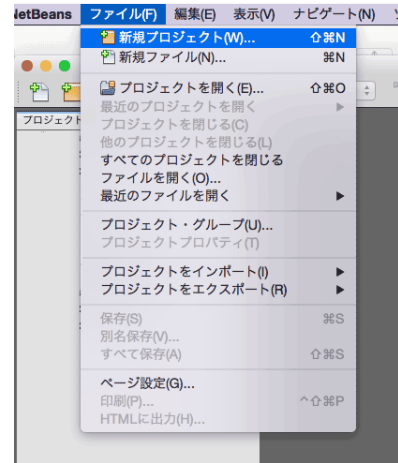 NetBeans ファイル(F) 編集(E) 表示(V) ナビゲート(N)
新規プロジェクト(W)... ⇧⌘N
新規ファイル(N)... ⌘N
プロジェクトを開く(E)... ⇧⌘O
最近のプロジェクトを開く ▶
プロジェクトを閉じる(C)
他のプロジェクトを閉じる(L)
すべてのプロジェクトを閉じる
ファイルを開く(O)...
最近のファイルを開く ▶
プロジェクト・グループ(U)...
プロジェクトプロパティ(T)
プロジェクトをインポート(I) ▶
プロジェクトをエクスポート(R) ▶
保存(S) ⌘S
別名保存(V)...
すべて保存(A) ⇧⌘S
ページ設定(G)...
印刷(P)... ^⇧⌘P
HTMLに出力(H)...
プロジェクト